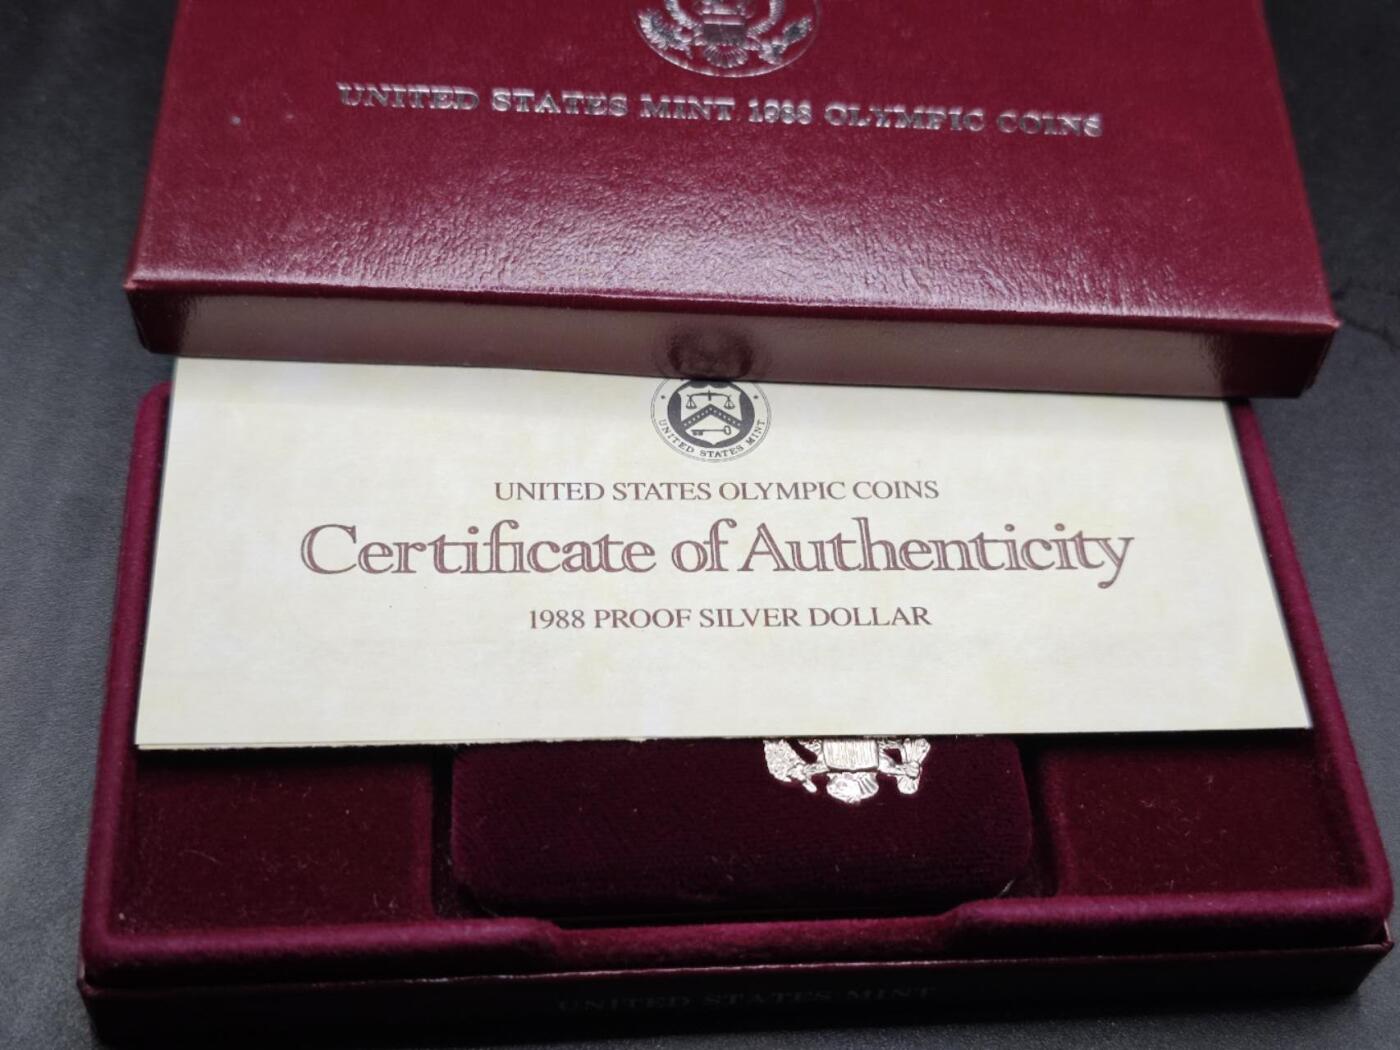 UNITED STATES MINT 1988 OLYMPIC COINS
UNITED STATES MINT
UNITED STATES OLYMPIC COINS
Certificate of Authenticity
1988 PROOF SILVER DOLLAR
UNITED STATES MINT